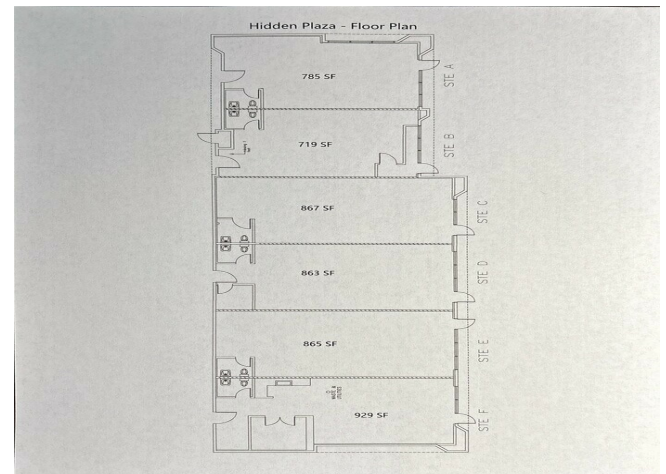 Hidden Plaza - Floor Plan
785 SF
STE A
719 SF
STE B
867 SF
STE C
863 SF
STE D
865 SF
STE E
929 SF
STE F